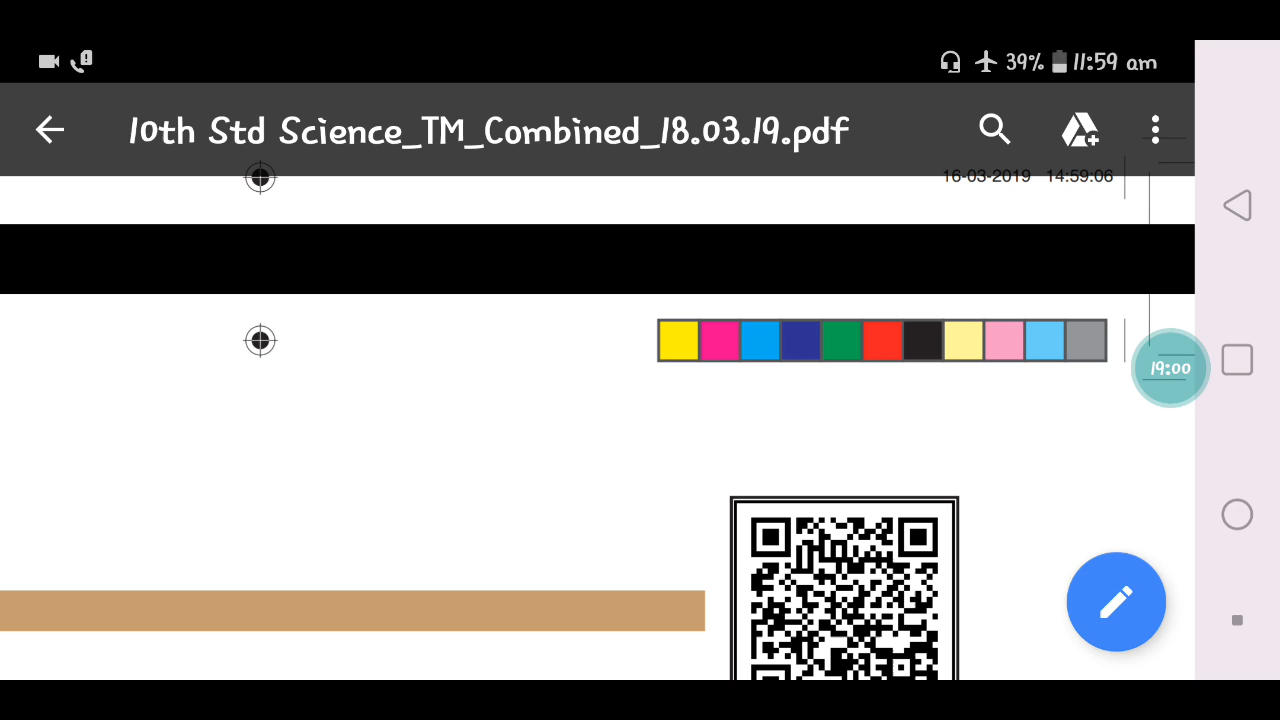 39% 11:59 am
10th Std Science_TM_Combined_18.03.19.pdf
16-03-2019 14:59:06
19:00